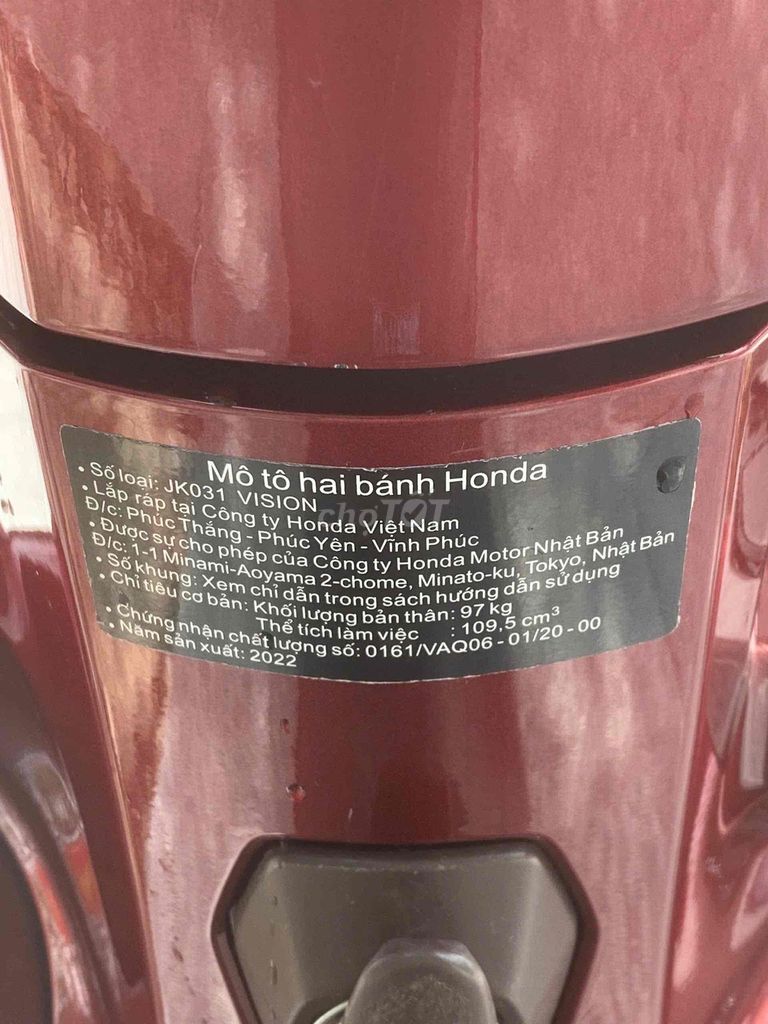 Mô tô hai bánh Honda
• Số loại: JK031 VISION
• Lắp ráp tại Công ty Honda Việt Nam
Đ/c: Phúc Thắng - Phúc Yên - Vĩnh Phúc
• Được sự cho phép của Công ty Honda Motor Nhật Bản
Đ/c: 1-1 Minami-Aoyama 2-chome, Minato-ku, Tokyo, Nhật Bản
• Số khung: Xem chỉ dẫn trong sách hướng dẫn sử dụng
• Chỉ tiêu cơ bản: Khối lượng bản thân: 97 kg
Thể tích làm việc : 109,5 cm³
• Chứng nhận chất lượng số: 0161/VAQ06 - 01/20 - 00
• Năm sản xuất: 2022
chợTỐT